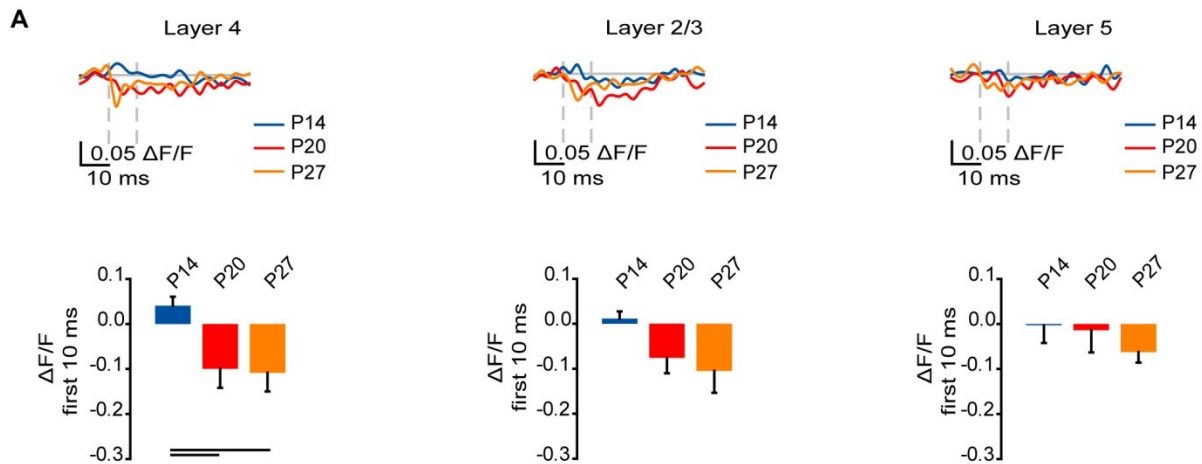 A
Layer 4
P14
P20
P27
0.05 ΔF/F
10 ms
Layer 2/3
P14
P20
P27
0.05 ΔF/F
10 ms
Layer 5
P14
P20
P27
0.05 ΔF/F
10 ms
P14 P20 P27
0.1
0.0
-0.1
-0.2
-0.3
ΔF/F
first 10 ms
P14 P20 P27
0.1
0.0
-0.1
-0.2
-0.3
ΔF/F
first 10 ms
P14 P20 P27
0.1
0.0
-0.1
-0.2
-0.3
ΔF/F
first 10 ms